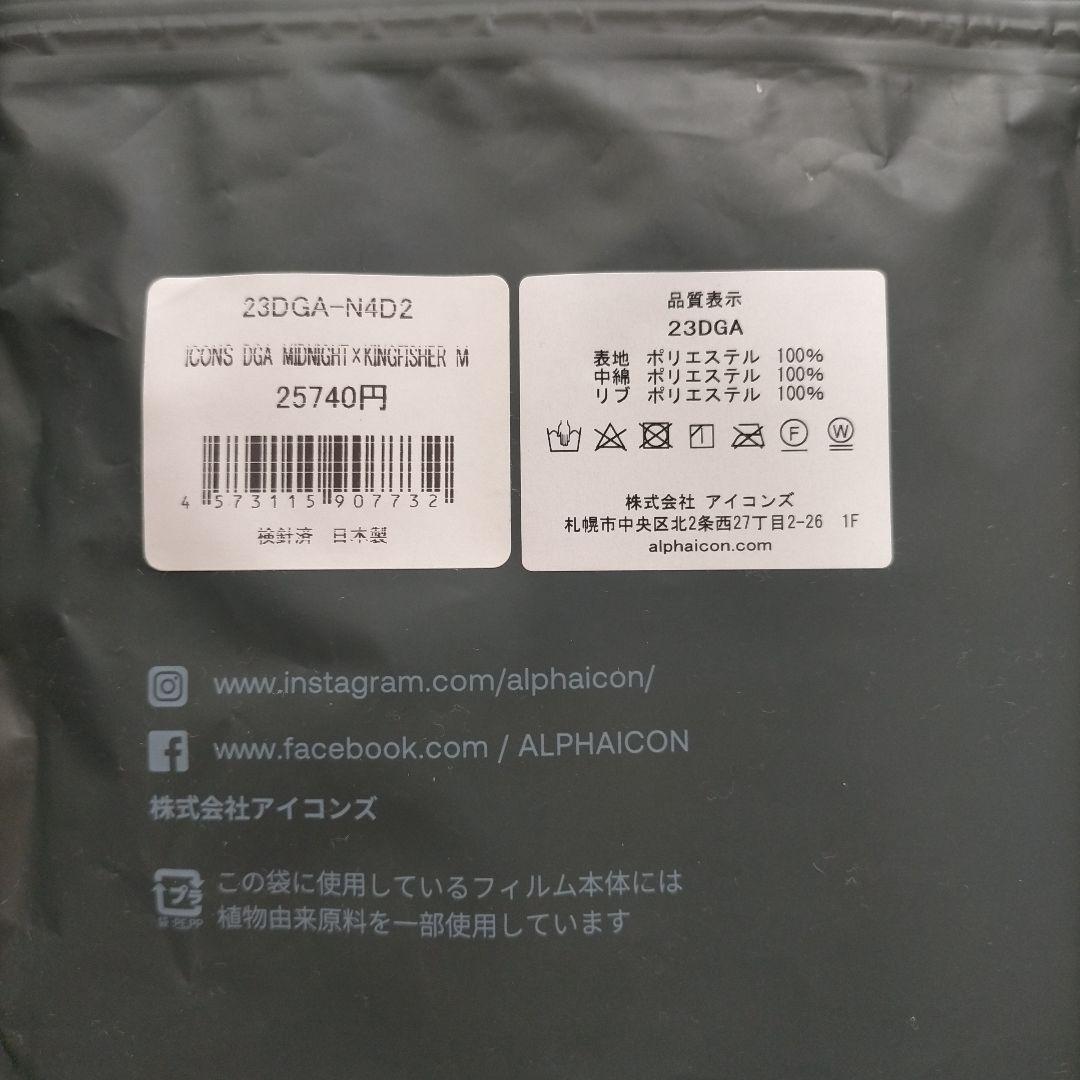 23DGA-N4D2
ICONS DGA MIDNIGHT×KINGFISHER M
25740円
4 573115 907732
検針済 日本製
品質表示
23DGA
表地 ポリエステル 100%
中綿 ポリエステル 100%
リブ ポリエステル 100%
F W
株式会社 アイコンズ
札幌市中央区北2条西27丁目2-26 1F
alphaicon.com
www.instagram.com/alphaicon/
www.facebook.com / ALPHAICON
株式会社アイコンズ
プラ
袋:PE,PP
この袋に使用しているフィルム本体には
植物由来原料を一部使用しています